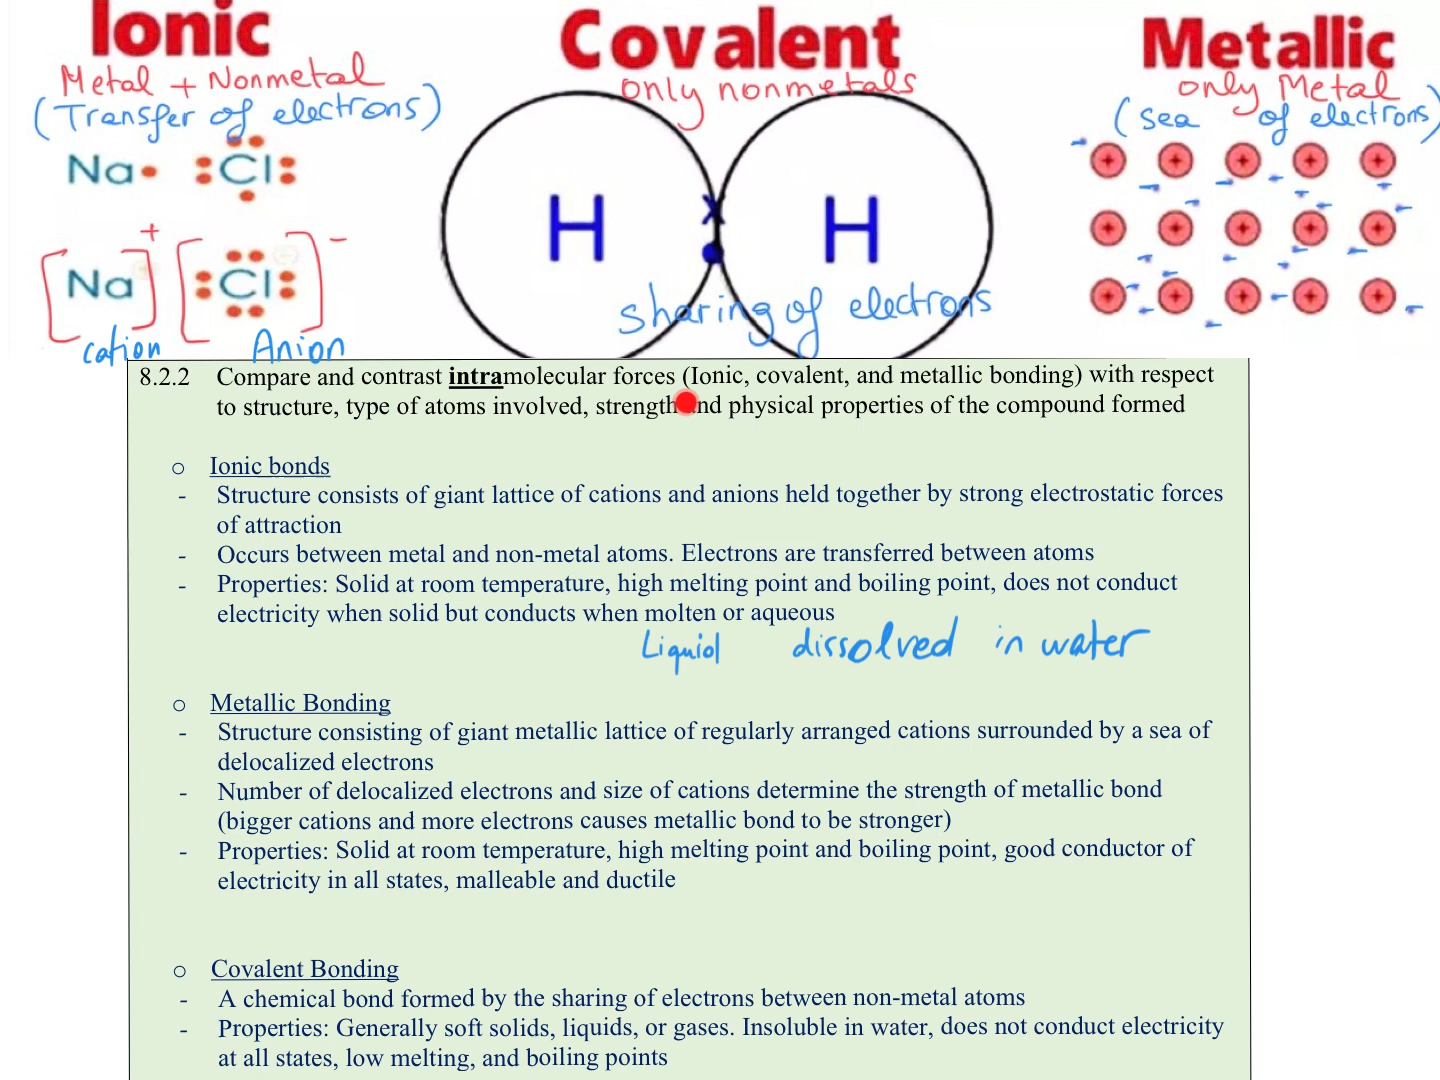 Ionic
Covalent
Metallic
Metal + Nonmetal
only nonmetals
only Metal
(Transfer of electrons)
(sea of electrons)
Na Cl
H H
[Na]+ [Cl]-
cation Anion
sharing of electrons
8.2.2 Compare and contrast intramolecular forces (Ionic, covalent, and metallic bonding) with respect
to structure, type of atoms involved, strength and physical properties of the compound formed
o Ionic bonds
- Structure consists of giant lattice of cations and anions held together by strong electrostatic forces
of attraction
- Occurs between metal and non-metal atoms. Electrons are transferred between atoms
- Properties: Solid at room temperature, high melting point and boiling point, does not conduct
electricity when solid but conducts when molten or aqueous
Liquid dissolved in water
o Metallic Bonding
- Structure consisting of giant metallic lattice of regularly arranged cations surrounded by a sea of
delocalized electrons
- Number of delocalized electrons and size of cations determine the strength of metallic bond
(bigger cations and more electrons causes metallic bond to be stronger)
- Properties: Solid at room temperature, high melting point and boiling point, good conductor of
electricity in all states, malleable and ductile
o Covalent Bonding
- A chemical bond formed by the sharing of electrons between non-metal atoms
- Properties: Generally soft solids, liquids, or gases. Insoluble in water, does not conduct electricity
at all states, low melting, and boiling points